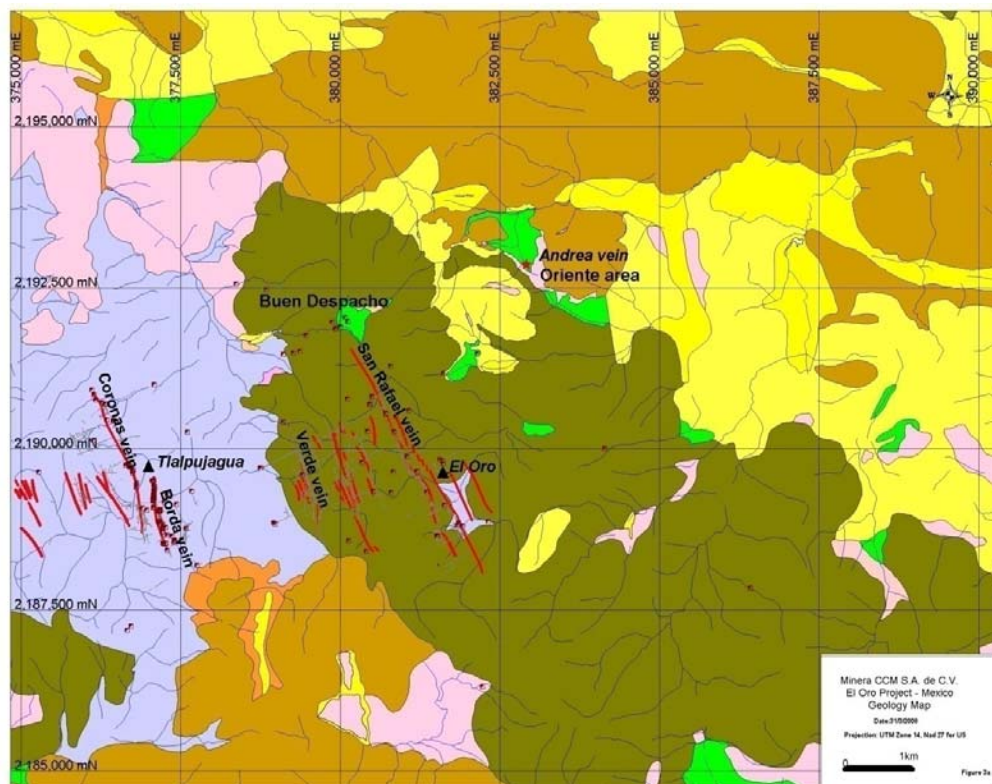 375,000 mE
377,500 mE
380,000 mE
382,500 mE
385,000 mE
387,500 mE
390,000 mE
N
W
S
2,195,000 mN
Andrea vein
Oriente area
2,192,500 mN
Buen Despacho
San Rafael vein
Coronas vein
2,190,000 mN
Verde vein
Tlalpujagua
El Oro
Borda vein
2,187,500 mN
2,185,000 mN
Minera CCM S.A. de C.V.
El Oro Project - Mexico
Geology Map
Projection: UTM Zone 14, Nad 27 for US
0 1km